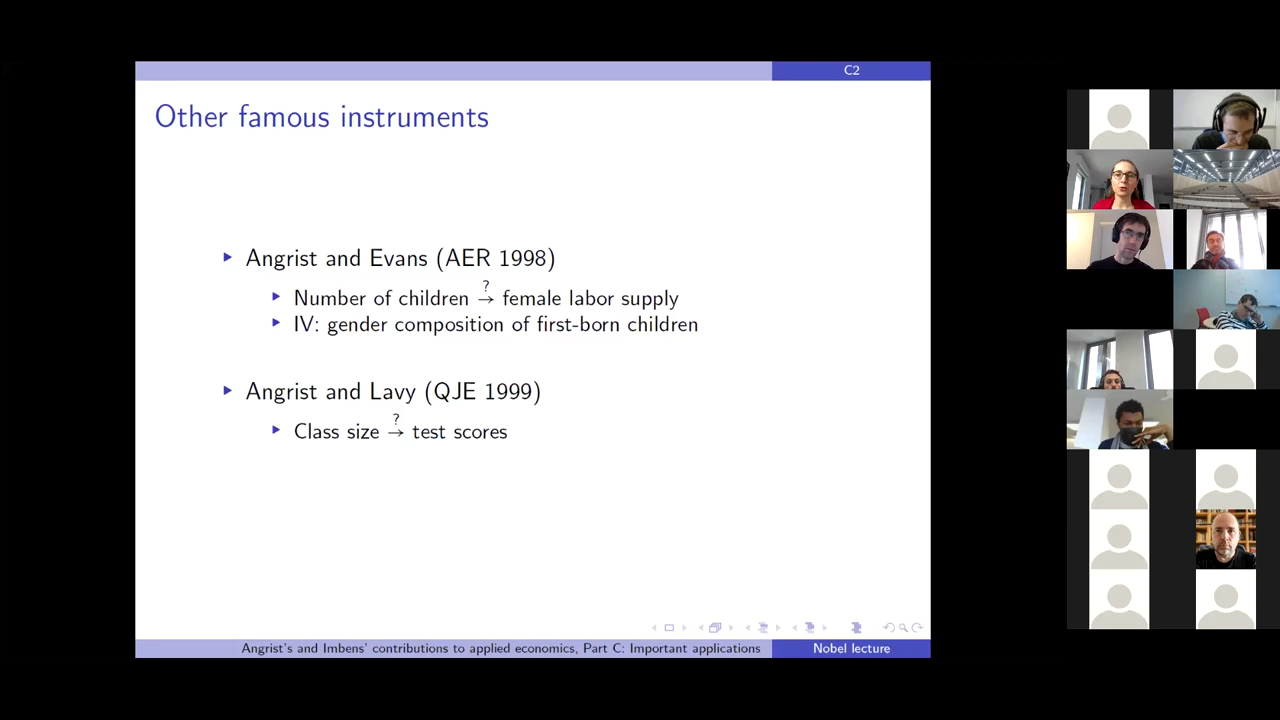 C2
Other famous instruments
▶ Angrist and Evans (AER 1998)
▶ Number of children →? female labor supply
▶ IV: gender composition of first-born children
▶ Angrist and Lavy (QJE 1999)
▶ Class size →? test scores
Angrist's and Imbens' contributions to applied economics, Part C: Important applications
Nobel lecture